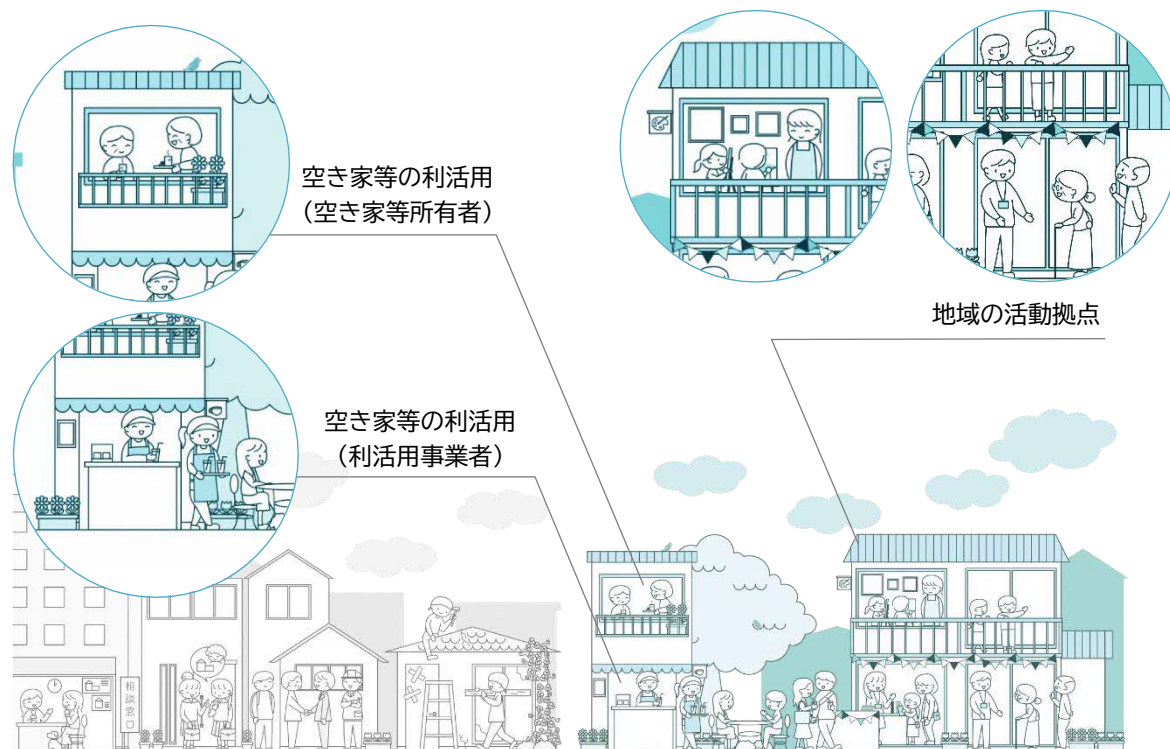 空き家等の利活用
（空き家等所有者）
地域の活動拠点
空き家等の利活用
（利活用事業者）
相談窓口